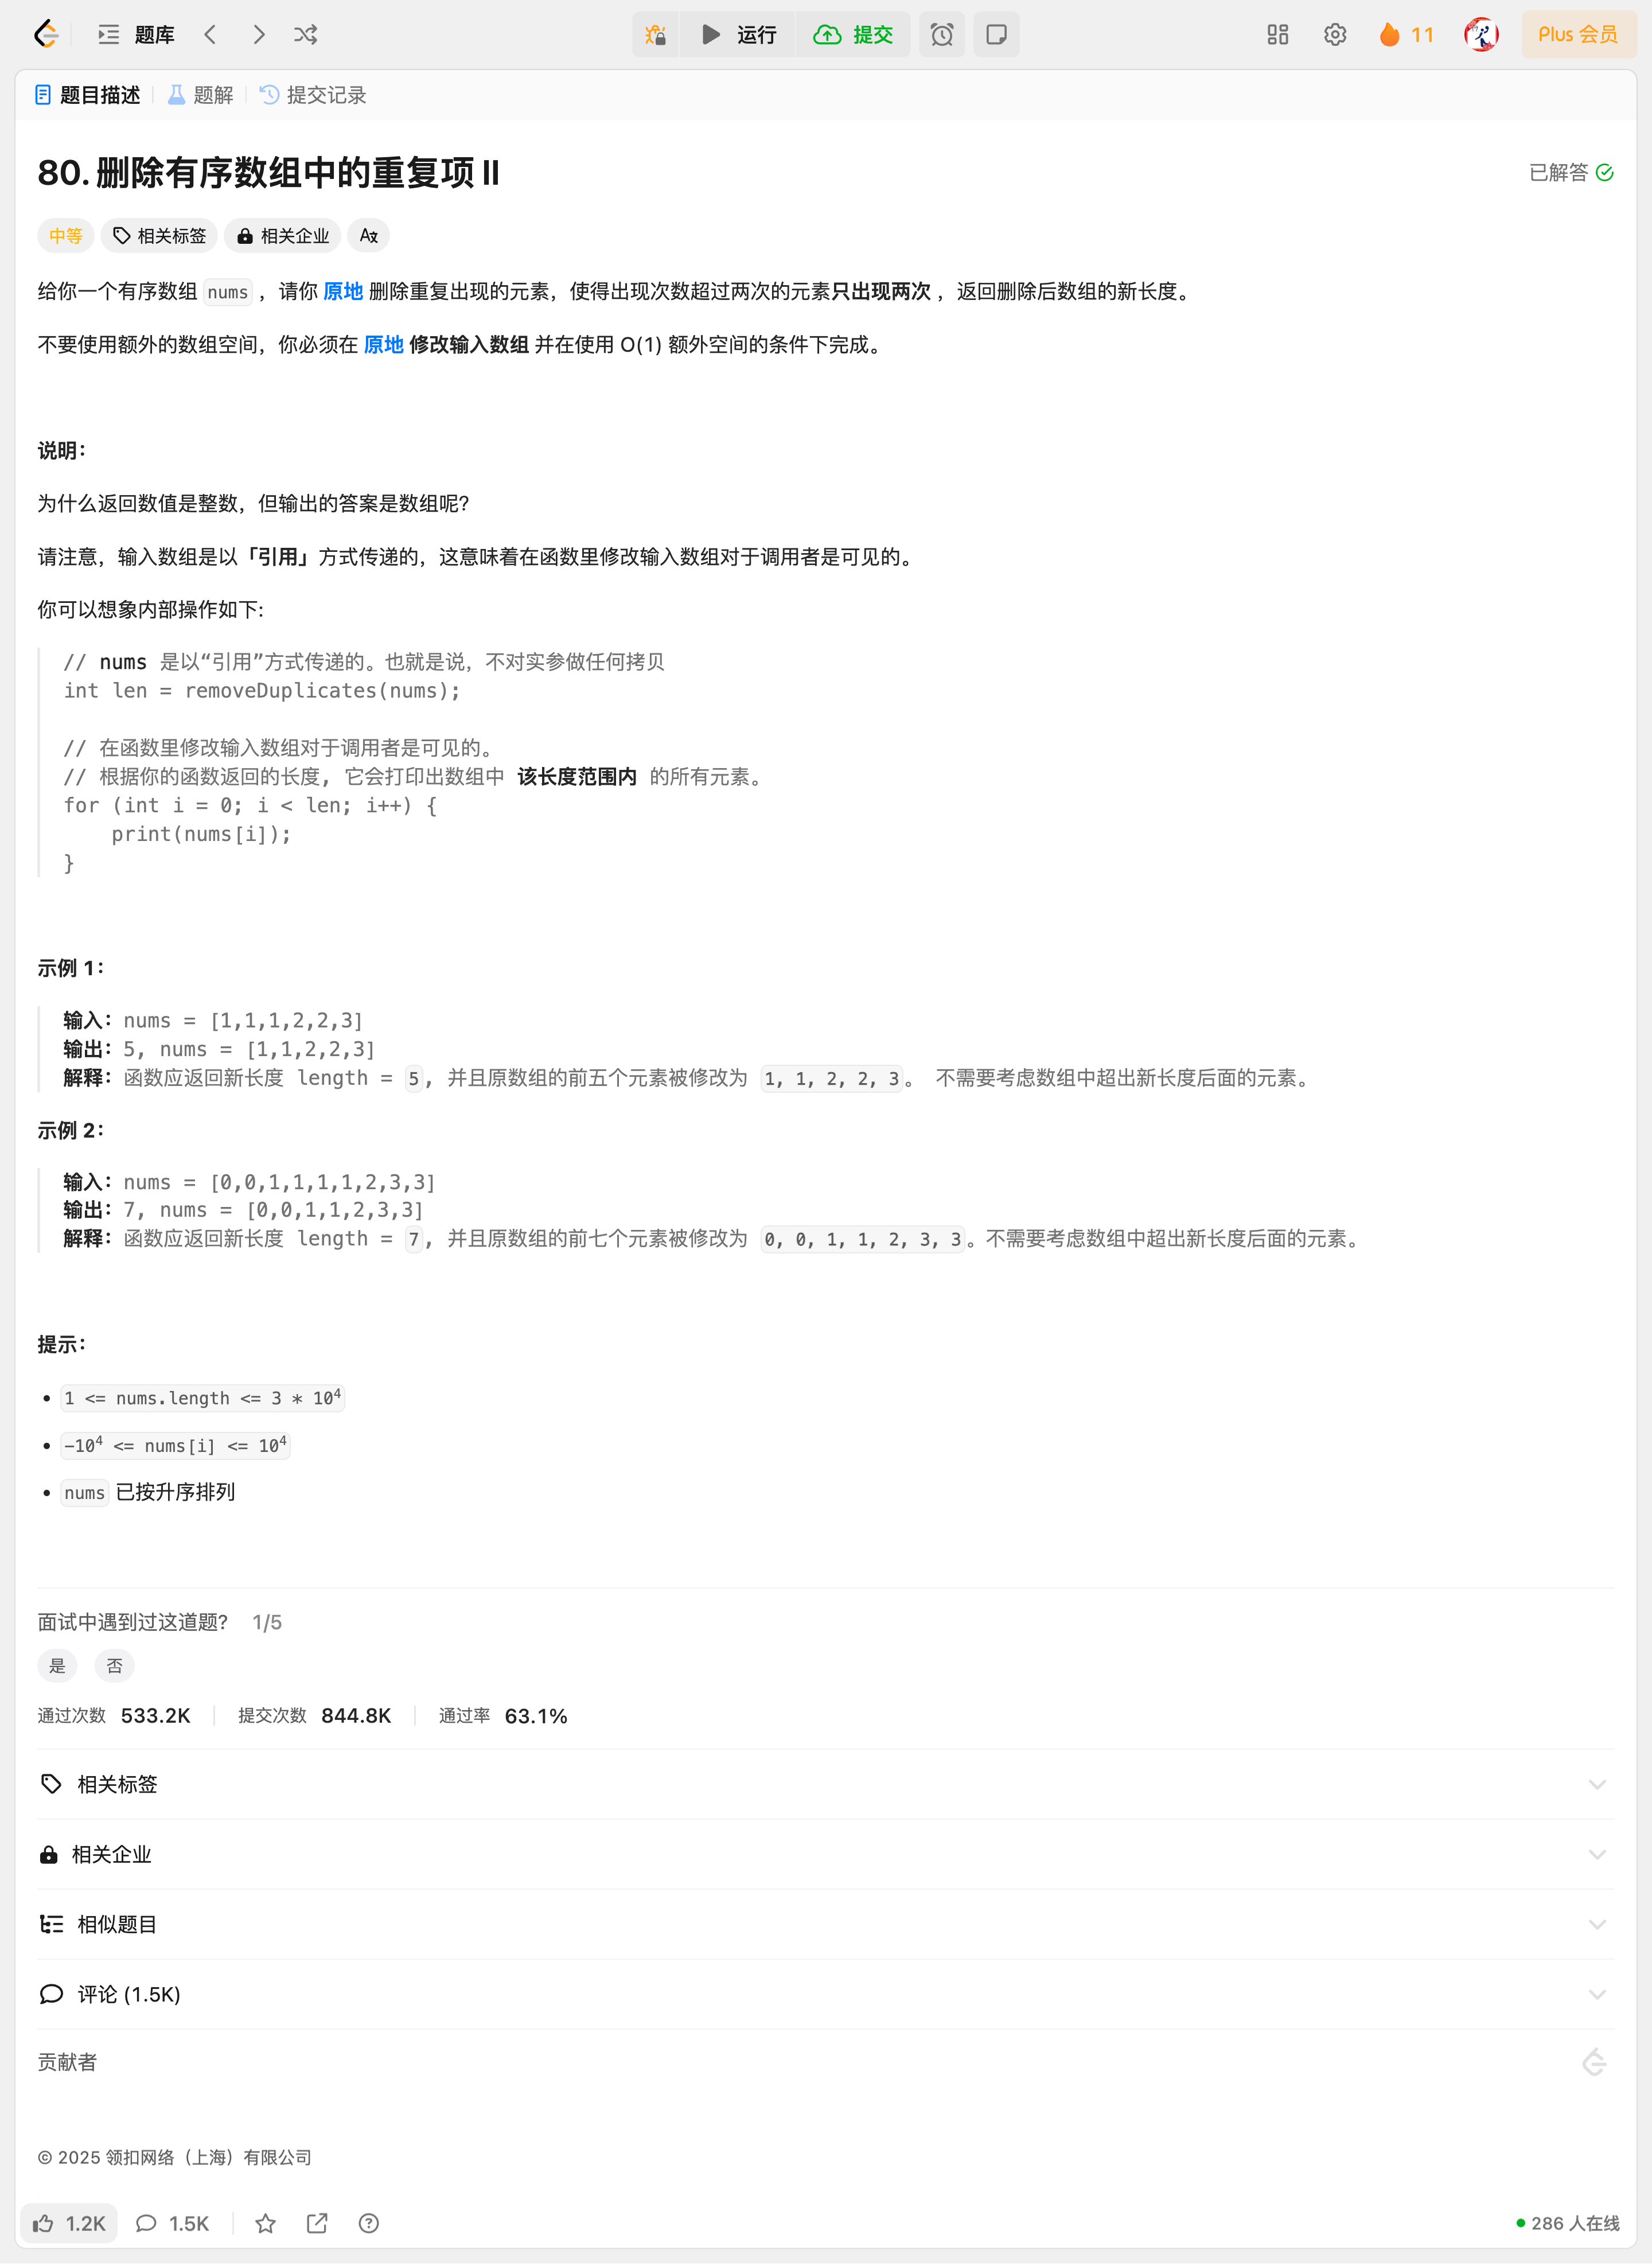 题库
运行
提交
11
Plus 会员
题目描述
题解
提交记录
80. 删除有序数组中的重复项 II
已解答
中等
相关标签
相关企业
给你一个有序数组 nums ，请你 原地 删除重复出现的元素，使得出现次数超过两次的元素只出现两次 ，返回删除后数组的新长度。
不要使用额外的数组空间，你必须在 原地 修改输入数组 并在使用 O(1) 额外空间的条件下完成。
说明：
为什么返回数值是整数，但输出的答案是数组呢？
请注意，输入数组是以「引用」方式传递的，这意味着在函数里修改输入数组对于调用者是可见的。
你可以想象内部操作如下:
// nums 是以“引用”方式传递的。也就是说，不对实参做任何拷贝
int len = removeDuplicates(nums);
// 在函数里修改输入数组对于调用者是可见的。
// 根据你的函数返回的长度, 它会打印出数组中 该长度范围内 的所有元素。
for (int i = 0; i < len; i++) {
    print(nums[i]);
}
示例 1：
输入：nums = [1,1,1,2,2,3]
输出：5, nums = [1,1,2,2,3]
解释：函数应返回新长度 length = 5, 并且原数组的前五个元素被修改为 1, 1, 2, 2, 3。 不需要考虑数组中超出新长度后面的元素。
示例 2：
输入：nums = [0,0,1,1,1,1,2,3,3]
输出：7, nums = [0,0,1,1,2,3,3]
解释：函数应返回新长度 length = 7, 并且原数组的前七个元素被修改为 0, 0, 1, 1, 2, 3, 3。不需要考虑数组中超出新长度后面的元素。
提示：
1 <= nums.length <= 3 * 10⁴
-10⁴ <= nums[i] <= 10⁴
nums 已按升序排列
面试中遇到过这道题? 1/5
是 否
通过次数 533.2K 提交次数 844.8K 通过率 63.1%
相关标签
相关企业
相似题目
评论 (1.5K)
贡献者
© 2025 领扣网络（上海）有限公司
1.2K 1.5K 286 人在线